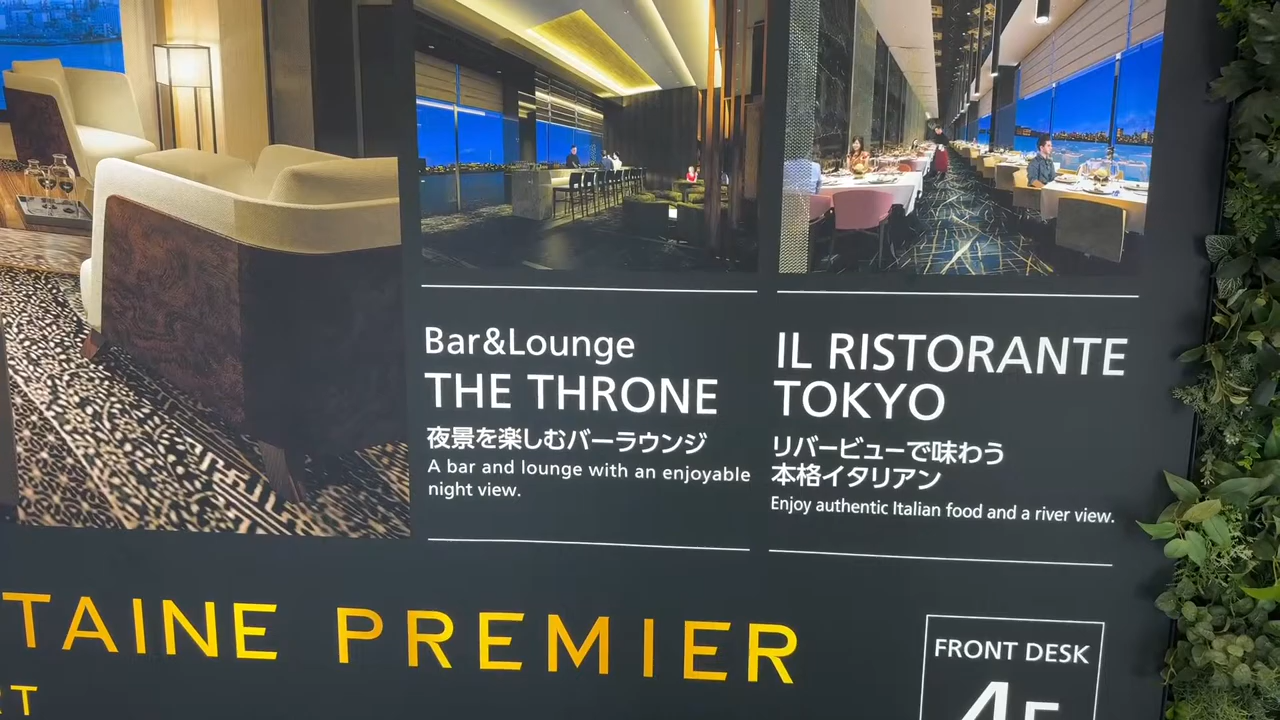 Bar&Lounge
THE THRONE
夜景を楽しむバーラウンジ
A bar and lounge with an enjoyable
night view.
IL RISTORANTE
TOKYO
リバービューで味わう
本格イタリアン
Enjoy authentic Italian food and a river view.
TAINE PREMIER
RT
FRONT DESK
4F